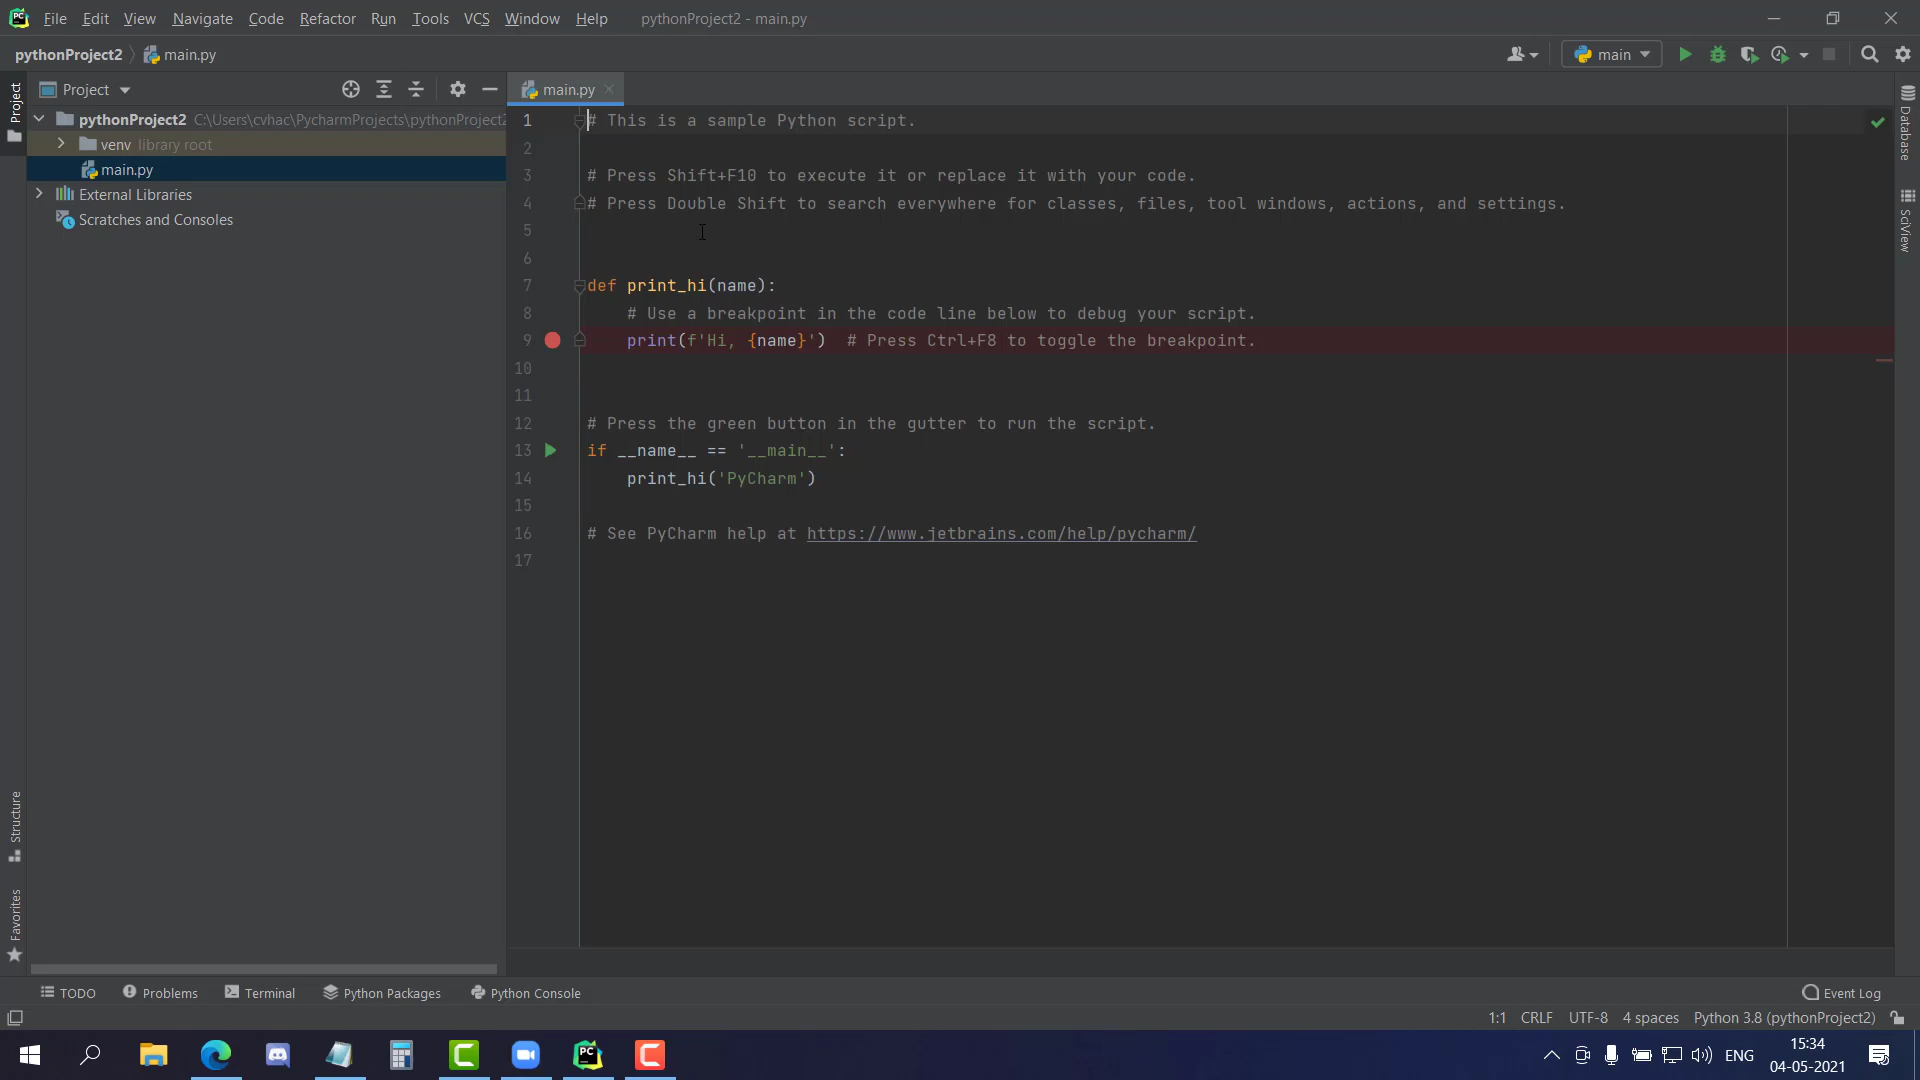 File Edit View Navigate Code Refactor Run Tools VCS Window Help pythonProject2 - main.py
pythonProject2 main.py main
Project main.py
Project
pythonProject2 C:\Users\cvhac\PycharmProjects\pythonProject2
venv library root
main.py
External Libraries
Scratches and Consoles
1 # This is a sample Python script.
2
3 # Press Shift+F10 to execute it or replace it with your code.
4 # Press Double Shift to search everywhere for classes, files, tool windows, actions, and settings.
5
6
7 def print_hi(name):
8 # Use a breakpoint in the code line below to debug your script.
9 print(f'Hi, {name}')  # Press Ctrl+F8 to toggle the breakpoint.
10
11
12 # Press the green button in the gutter to run the script.
13 if __name__ == '__main__':
14 print_hi('PyCharm')
15
16 # See PyCharm help at https://www.jetbrains.com/help/pycharm/
17
Database
SciView
Structure
Favorites
TODO Problems Terminal Python Packages Python Console Event Log
1:1 CRLF UTF-8 4 spaces Python 3.8 (pythonProject2)
PC
ENG
15:34
04-05-2021